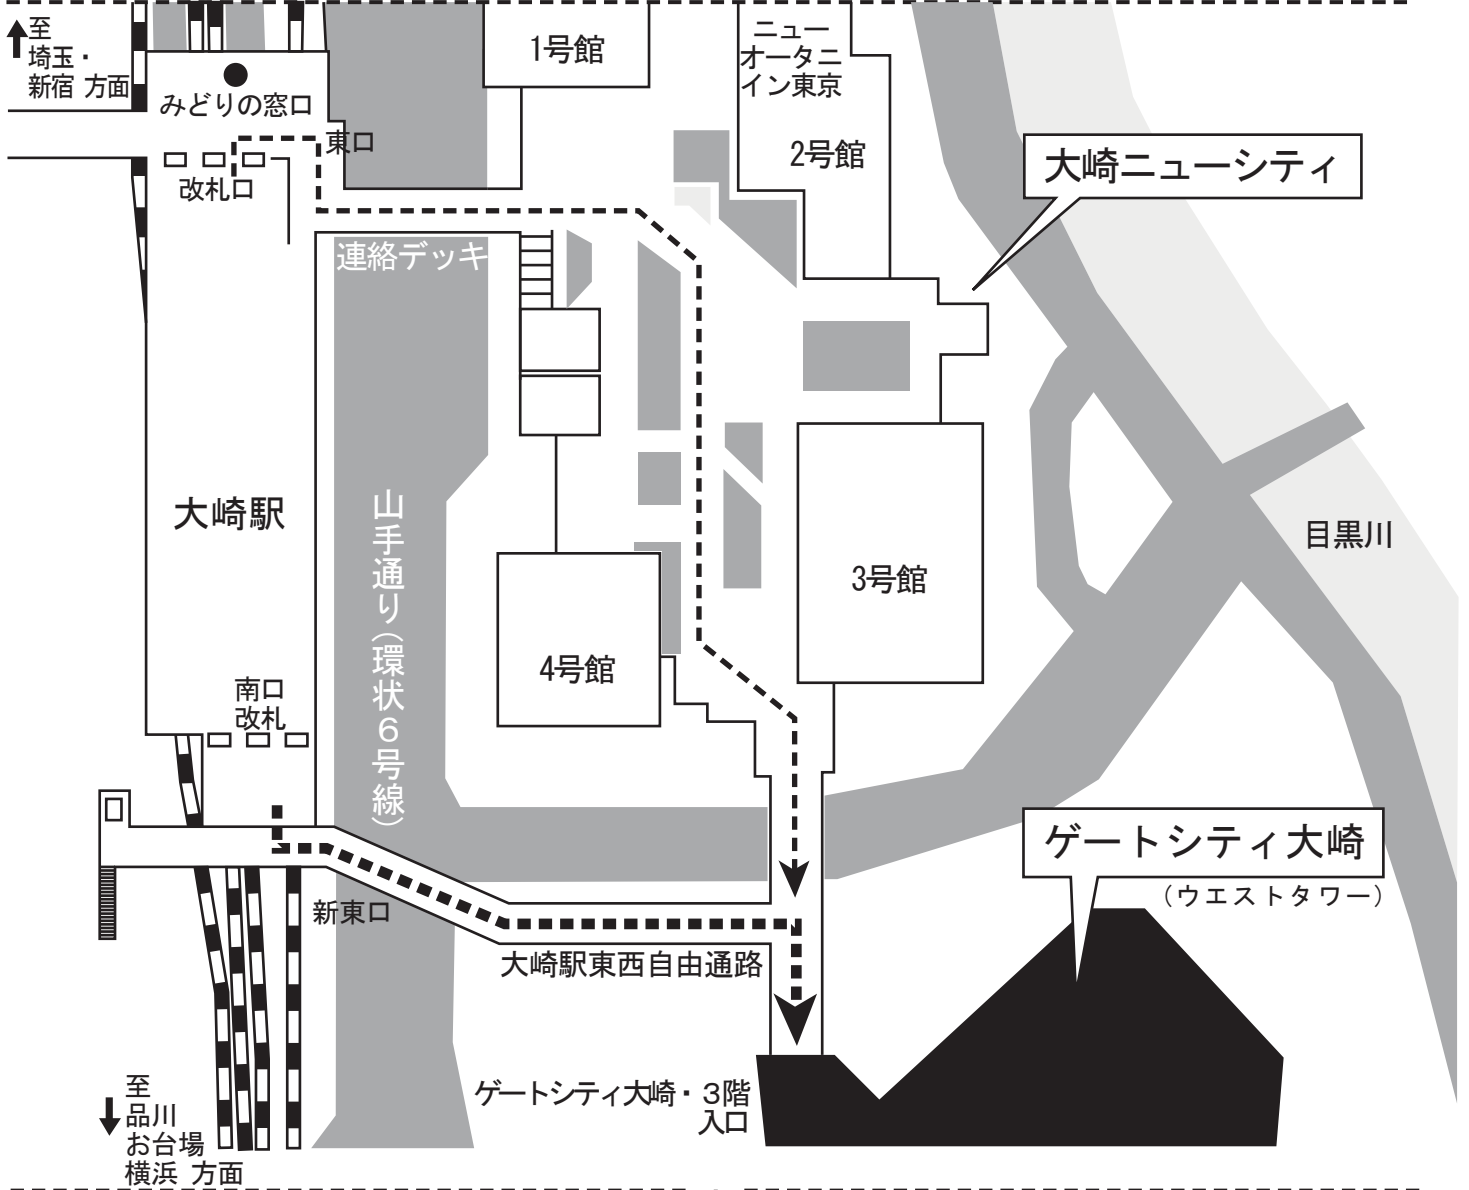 至
埼玉・
新宿 方面
みどりの窓口
東口
改札口
1号館
ニュー
オータニ
イン東京
2号館
大崎ニューシティ
連絡デッキ
大崎駅
山手通り(環状6号線)
目黒川
3号館
4号館
南口
改札
ゲートシティ大崎
(ウエストタワー)
新東口
大崎駅東西自由通路
ゲートシティ大崎・3階
入口
至
品川
お台場
横浜 方面